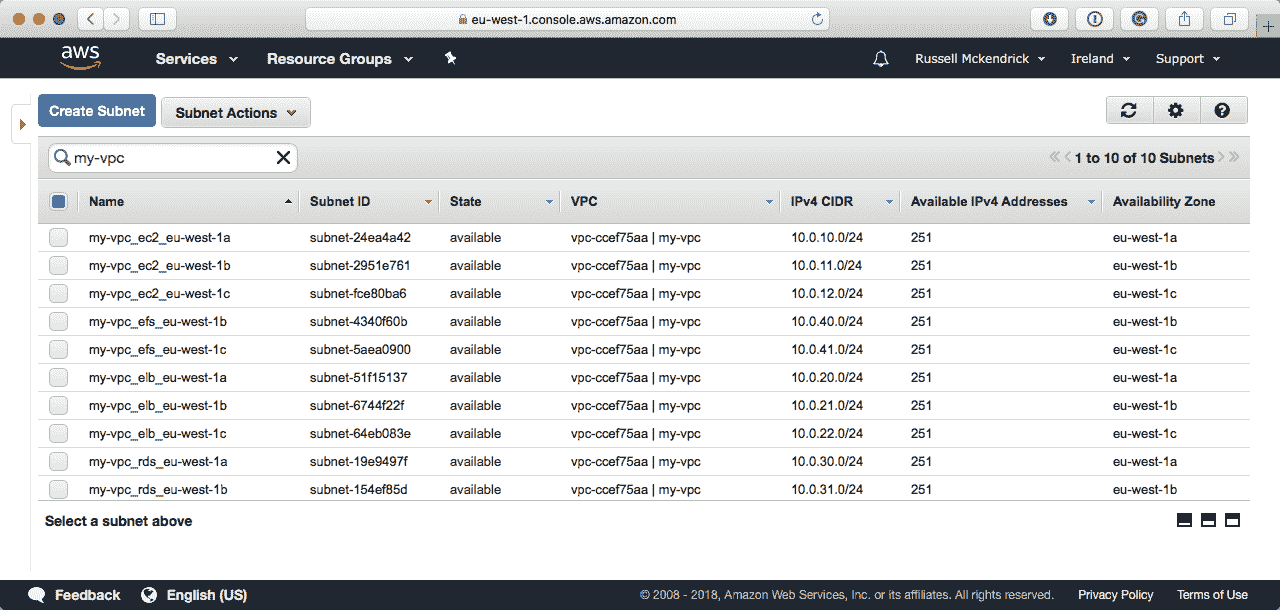 eu-west-1.console.aws.amazon.com
aws Services Resource Groups Russell Mckendrick Ireland Support
Create Subnet Subnet Actions
my-vpc 1 to 10 of 10 Subnets
Name Subnet ID State VPC IPv4 CIDR Available IPv4 Addresses Availability Zone
my-vpc_ec2_eu-west-1a subnet-24ea4a42 available vpc-ccef75aa | my-vpc 10.0.10.0/24 251 eu-west-1a
my-vpc_ec2_eu-west-1b subnet-2951e761 available vpc-ccef75aa | my-vpc 10.0.11.0/24 251 eu-west-1b
my-vpc_ec2_eu-west-1c subnet-fce80ba6 available vpc-ccef75aa | my-vpc 10.0.12.0/24 251 eu-west-1c
my-vpc_efs_eu-west-1b subnet-4340f60b available vpc-ccef75aa | my-vpc 10.0.40.0/24 251 eu-west-1b
my-vpc_efs_eu-west-1c subnet-5aea0900 available vpc-ccef75aa | my-vpc 10.0.41.0/24 251 eu-west-1c
my-vpc_elb_eu-west-1a subnet-51f15137 available vpc-ccef75aa | my-vpc 10.0.20.0/24 251 eu-west-1a
my-vpc_elb_eu-west-1b subnet-6744f22f available vpc-ccef75aa | my-vpc 10.0.21.0/24 251 eu-west-1b
my-vpc_elb_eu-west-1c subnet-64eb083e available vpc-ccef75aa | my-vpc 10.0.22.0/24 251 eu-west-1c
my-vpc_rds_eu-west-1a subnet-19e9497f available vpc-ccef75aa | my-vpc 10.0.30.0/24 251 eu-west-1a
my-vpc_rds_eu-west-1b subnet-154ef85d available vpc-ccef75aa | my-vpc 10.0.31.0/24 251 eu-west-1b
Select a subnet above
Feedback English (US) © 2008 - 2018, Amazon Web Services, Inc. or its affiliates. All rights reserved. Privacy Policy Terms of Use